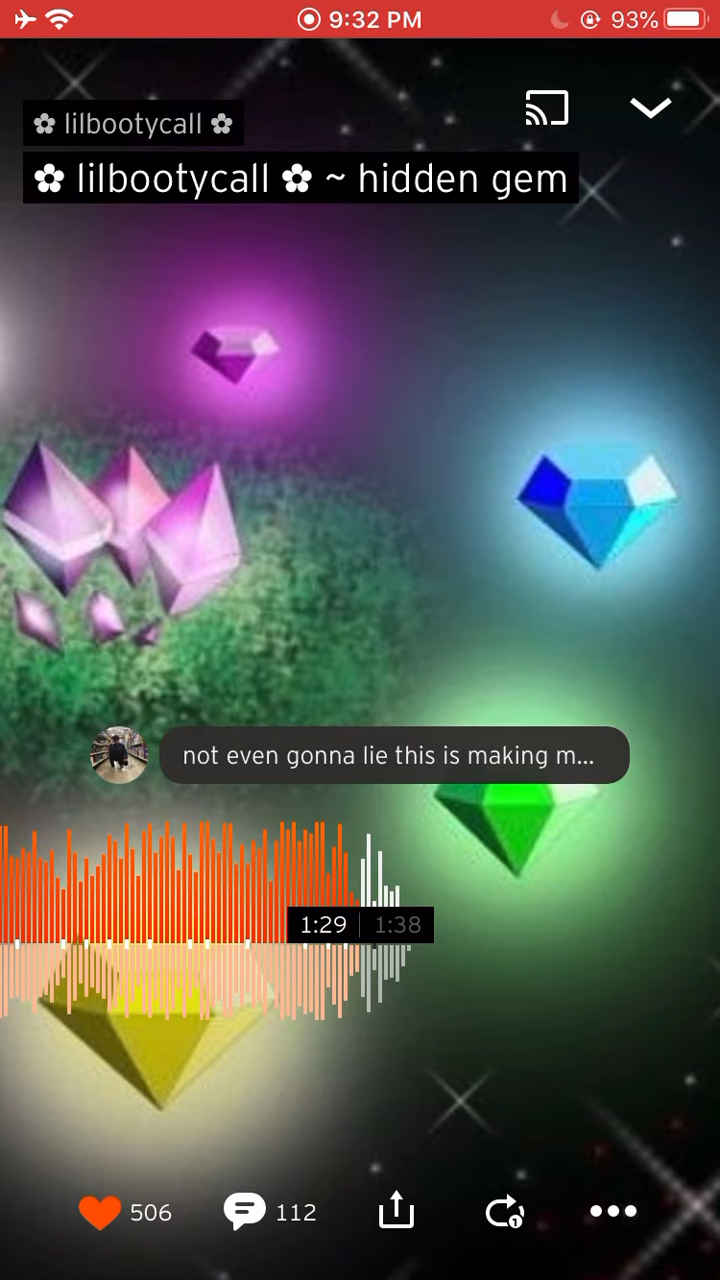 9:32 PM
93%
✿ lilbootycall ✿
✿ lilbootycall ✿ ~ hidden gem
not even gonna lie this is making m...
1:29 | 1:38
506
112
1